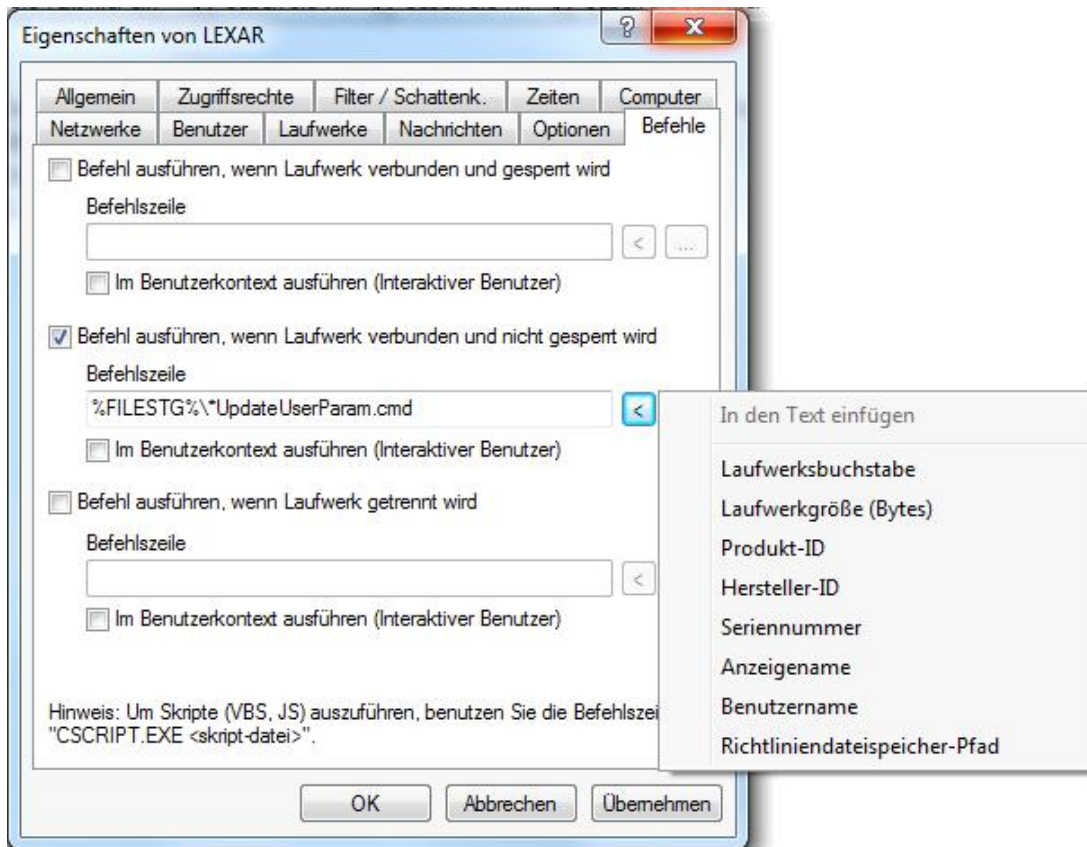 Eigenschaften von LEXAR
?
X
Allgemein Zugriffsrechte Filter / Schattenk. Zeiten Computer
Netzwerke Benutzer Laufwerke Nachrichten Optionen Befehle
Befehl ausführen, wenn Laufwerk verbunden und gesperrt wird
Befehlszeile
< ...
Im Benutzerkontext ausführen (Interaktiver Benutzer)
Befehl ausführen, wenn Laufwerk verbunden und nicht gesperrt wird
Befehlszeile
%FILESTG%\*UpdateUserParam.cmd <
Im Benutzerkontext ausführen (Interaktiver Benutzer)
Befehl ausführen, wenn Laufwerk getrennt wird
Befehlszeile
<
Im Benutzerkontext ausführen (Interaktiver Benutzer)
Hinweis: Um Skripte (VBS, JS) auszuführen, benutzen Sie die Befehlszei
"CSCRIPT.EXE <skript-datei>".
OK Abbrechen Übernehmen
In den Text einfügen
Laufwerksbuchstabe
Laufwerkgröße (Bytes)
Produkt-ID
Hersteller-ID
Seriennummer
Anzeigename
Benutzername
Richtliniendateispeicher-Pfad